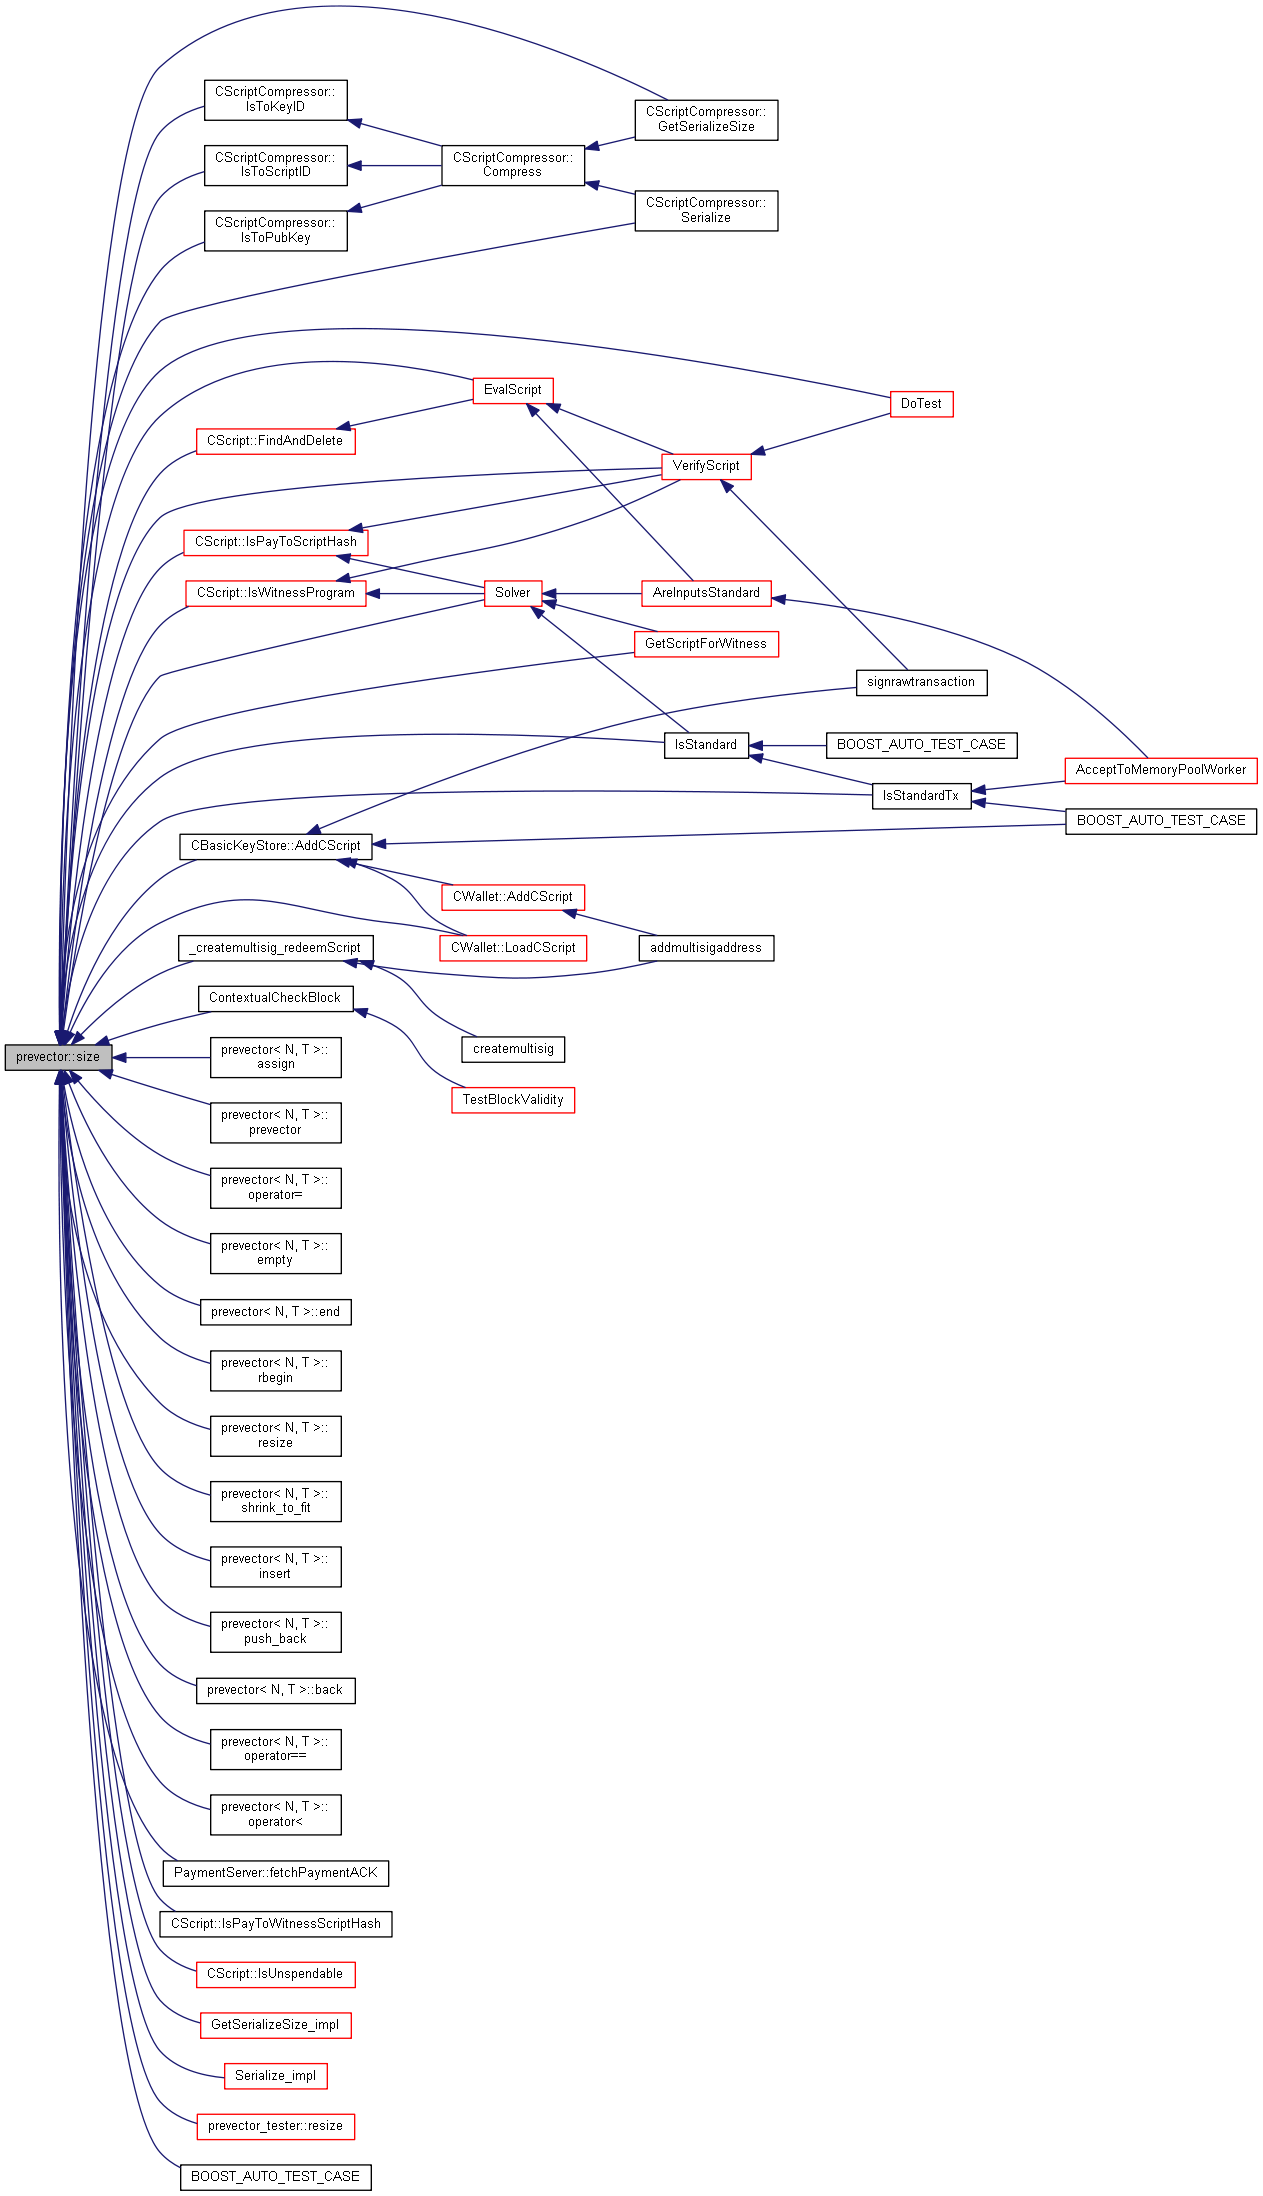 CScriptCompressor::
IsToKeyID
CScriptCompressor::
GetSerializeSize
CScriptCompressor::
IsToScriptID
CScriptCompressor::
Compress
CScriptCompressor::
Serialize
CScriptCompressor::
IsToPubKey
EvalScript
DoTest
CScript::FindAndDelete
VerifyScript
CScript::IsPayToScriptHash
CScript::IsWitnessProgram
Solver
AreInputsStandard
GetScriptForWitness
signrawtransaction
IsStandard
BOOST_AUTO_TEST_CASE
AcceptToMemoryPoolWorker
IsStandardTx
BOOST_AUTO_TEST_CASE
CBasicKeyStore::AddCScript
CWallet::AddCScript
_createmultisig_redeemScript
CWallet::LoadCScript
addmultisigaddress
ContextualCheckBlock
createmultisig
prevector::size
prevector< N, T >::
assign
TestBlockValidity
prevector< N, T >::
prevector
prevector< N, T >::
operator=
prevector< N, T >::
empty
prevector< N, T >::end
prevector< N, T >::
rbegin
prevector< N, T >::
resize
prevector< N, T >::
shrink_to_fit
prevector< N, T >::
insert
prevector< N, T >::
push_back
prevector< N, T >::back
prevector< N, T >::
operator==
prevector< N, T >::
operator<
PaymentServer::fetchPaymentACK
CScript::IsPayToWitnessScriptHash
CScript::IsUnspendable
GetSerializeSize_impl
Serialize_impl
prevector_tester::resize
BOOST_AUTO_TEST_CASE